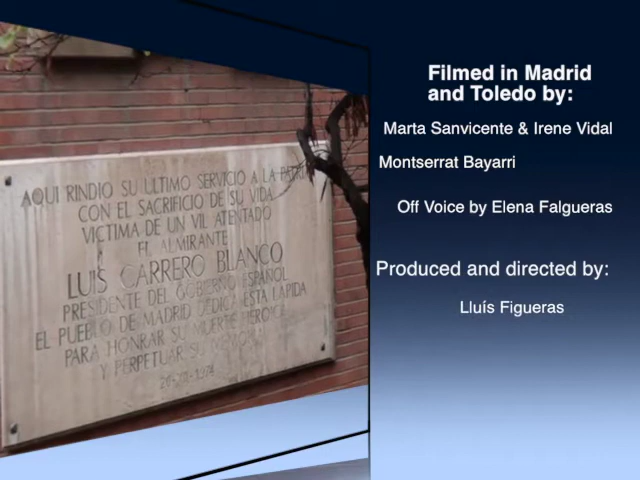 AQUI RINDIO SU ULTIMO SERVICIO A LA PATRIA
CON EL SACRIFICIO DE SU VIDA
VICTIMA DE UN VIL ATENTADO
EL ALMIRANTE
LUIS CARRERO BLANCO
PRESIDENTE DEL GOBIERNO ESPAÑOL
EL PUEBLO DE MADRID DEDICA ESTA LAPIDA
PARA HONRAR SU MUERTE HEROICA
Y PERPETUAR SU MEMORIA
1974
Filmed in Madrid
and Toledo by:
Marta Sanvicente & Irene Vidal
Montserrat Bayarri
Off Voice by Elena Falgueras
Produced and directed by:
Lluís Figueras